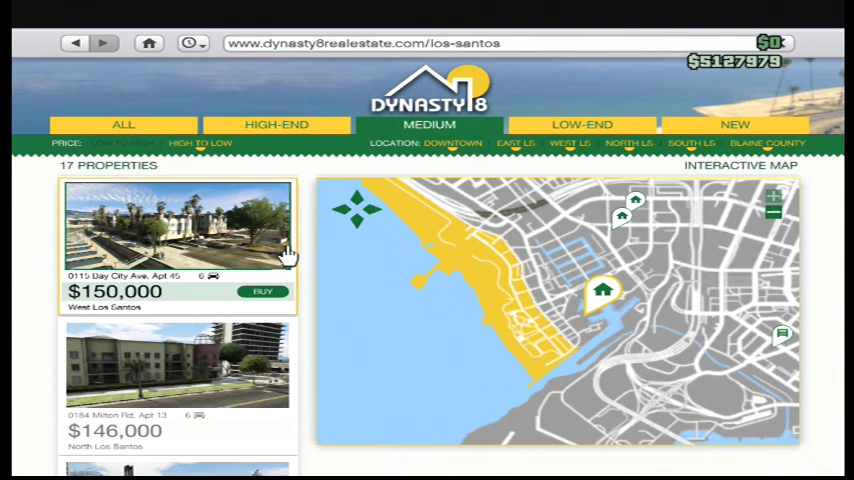 www.dynasty8realestate.com/los-santos
$0
$5127979
DYNASTY 8
ALL HIGH-END MEDIUM LOW-END NEW
PRICE: LOW TO HIGH HIGH TO LOW LOCATION: DOWNTOWN EAST LS WEST LS NORTH LS SOUTH LS BLAINE COUNTY
17 PROPERTIES INTERACTIVE MAP
0115 Bay City Ave, Apt 45 6
$150,000 BUY
West Los Santos
0184 Milton Rd, Apt 13 6
$146,000
North Los Santos